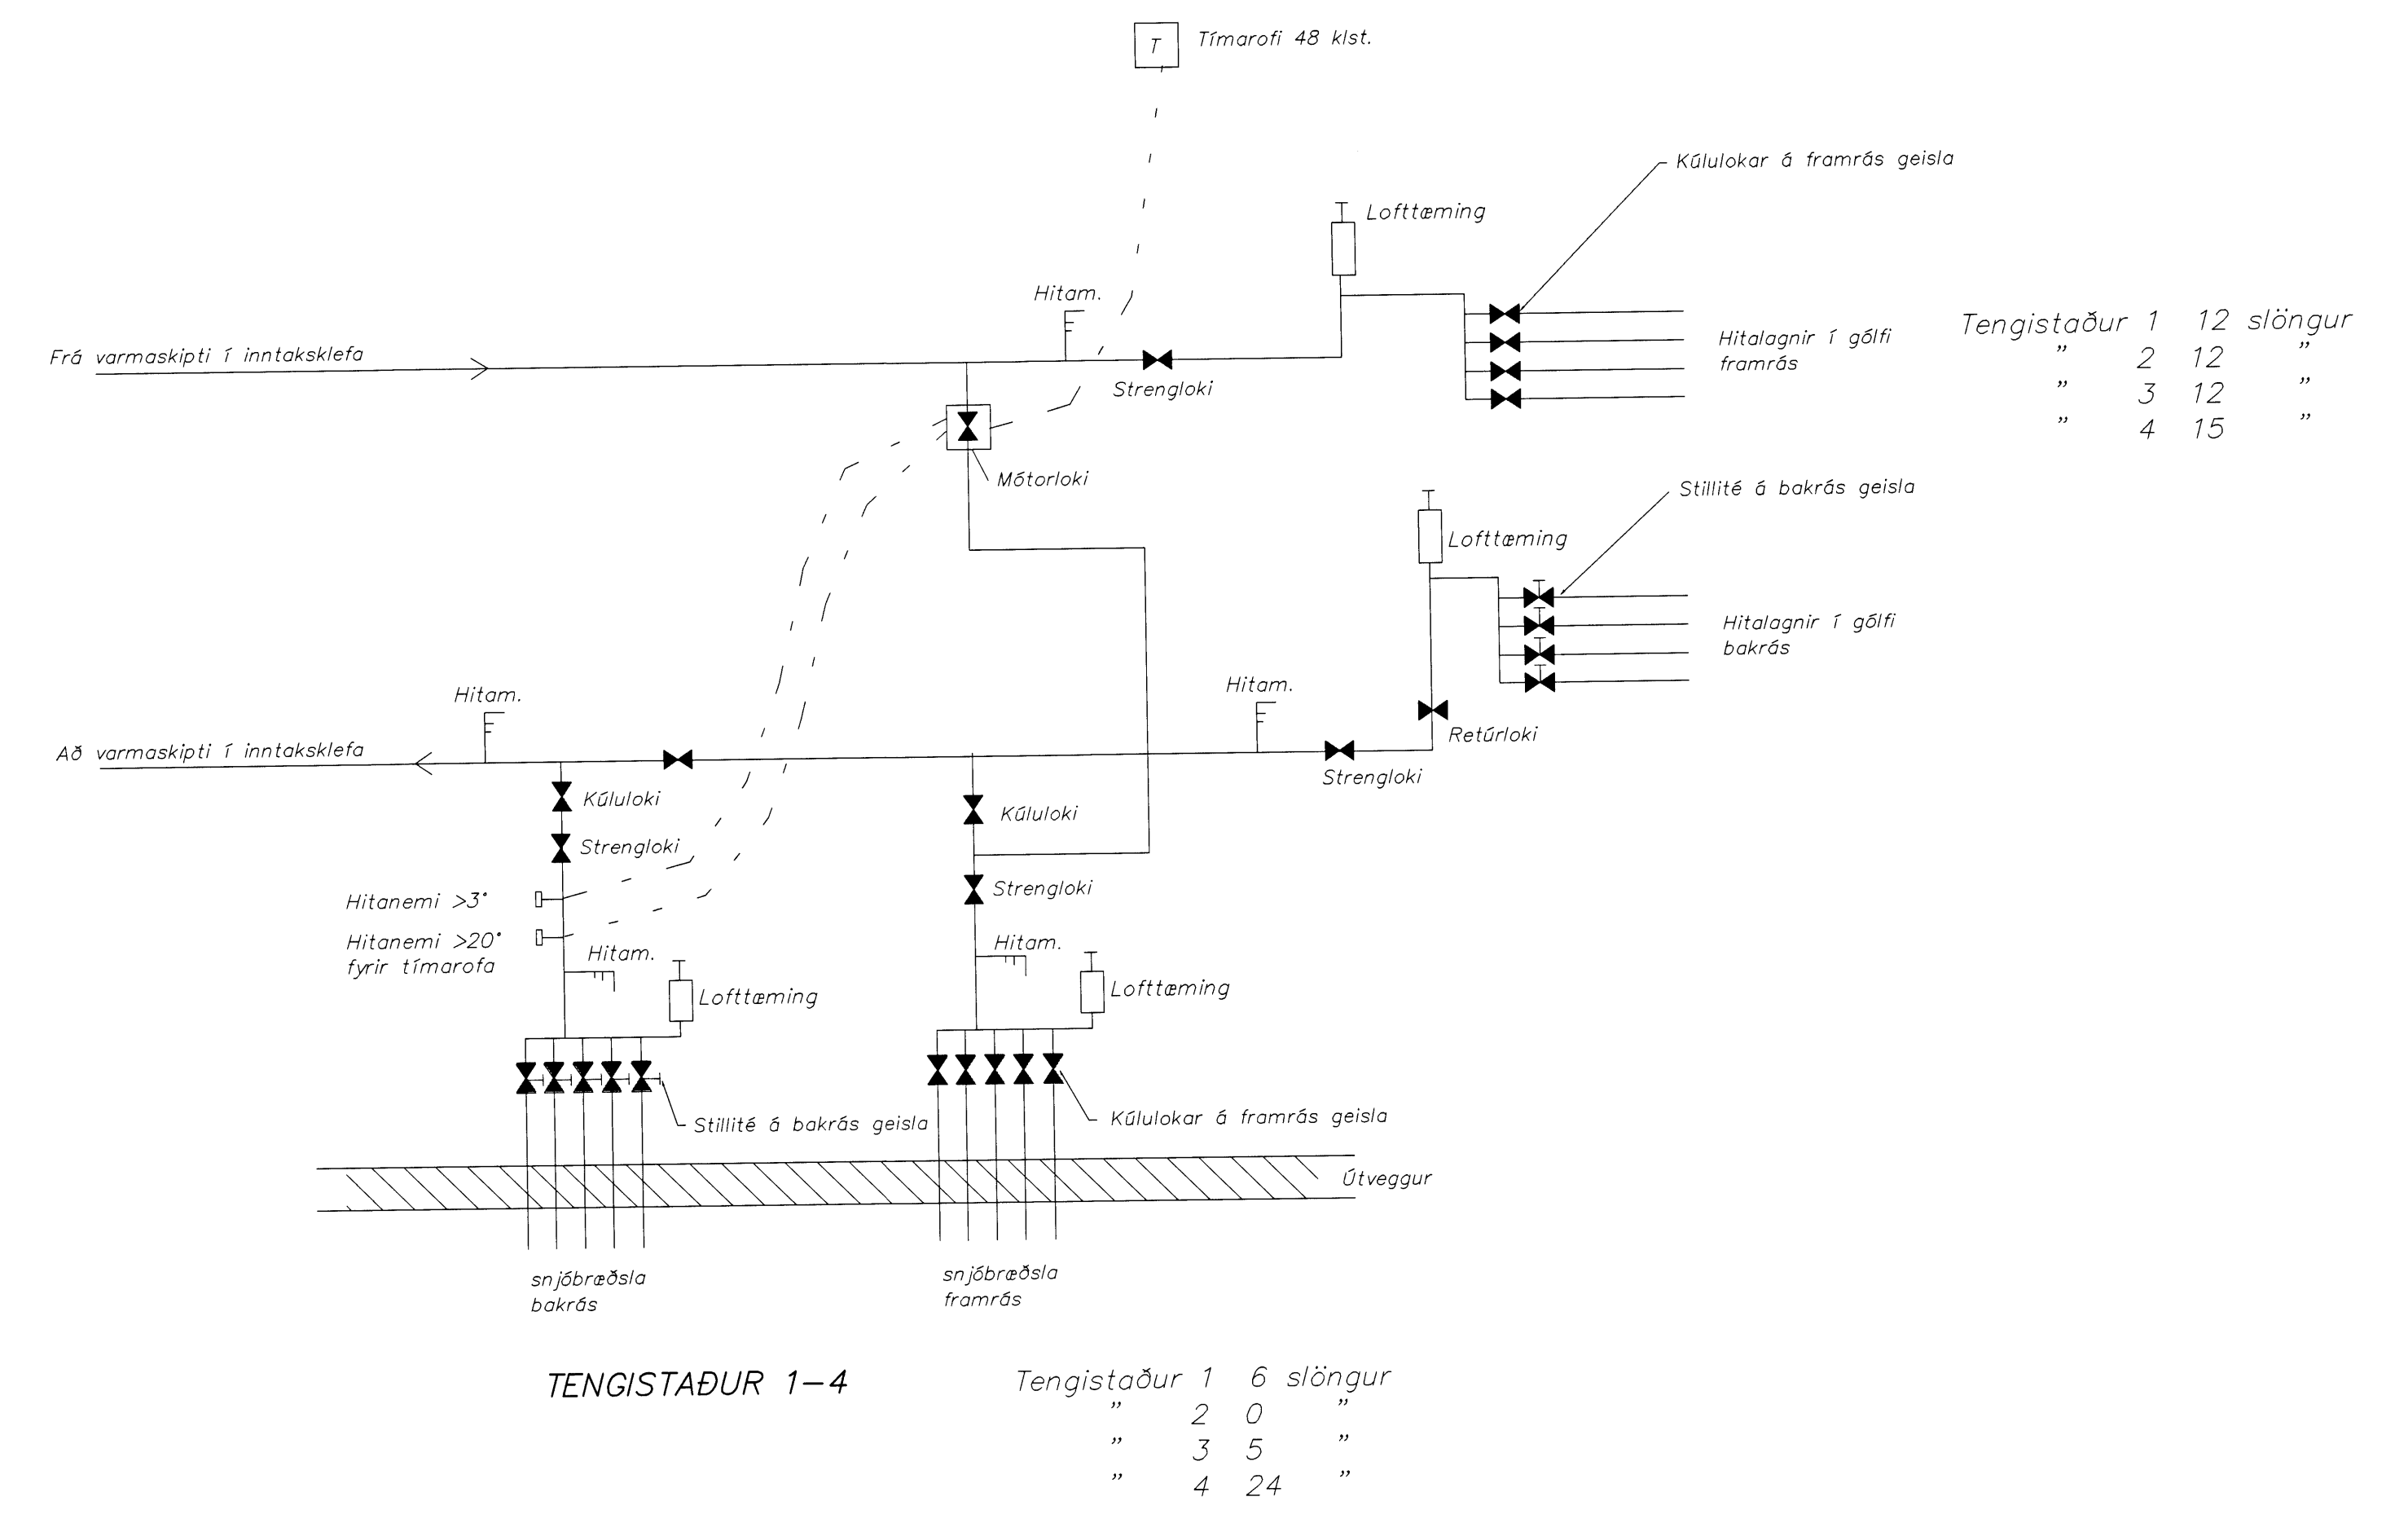 T
Tímarofi 48 klst.
Kúlulokar á framrás geisla
Lofttæming
Hitam.
Frá varmaskipti í inntaksklefa
Strengloki
Hitalagnir í gólfi
framrás
Tengistaður 1 12 slöngur
" 2 12 "
" 3 12 "
" 4 15 "
Mótorloki
Stillité á bakrás geisla
Lofttæming
Hitalagnir í gólfi
bakrás
Hitam.
Hitam.
Retúrloki
Að varmaskipti í inntaksklefa
Strengloki
Kúluloki
Kúluloki
Strengloki
Strengloki
Hitanemi >3°
Hitanemi >20°
fyrir tímarofa
Hitam.
Hitam.
Lofttæming
Lofttæming
Stillité á bakrás geisla
Kúlulokar á framrás geisla
Útveggur
snjóbræðsla
bakrás
snjóbræðsla
framrás
TENGISTAÐUR 1-4
Tengistaður 1 6 slöngur
" 2 0 "
" 3 5 "
" 4 24 "